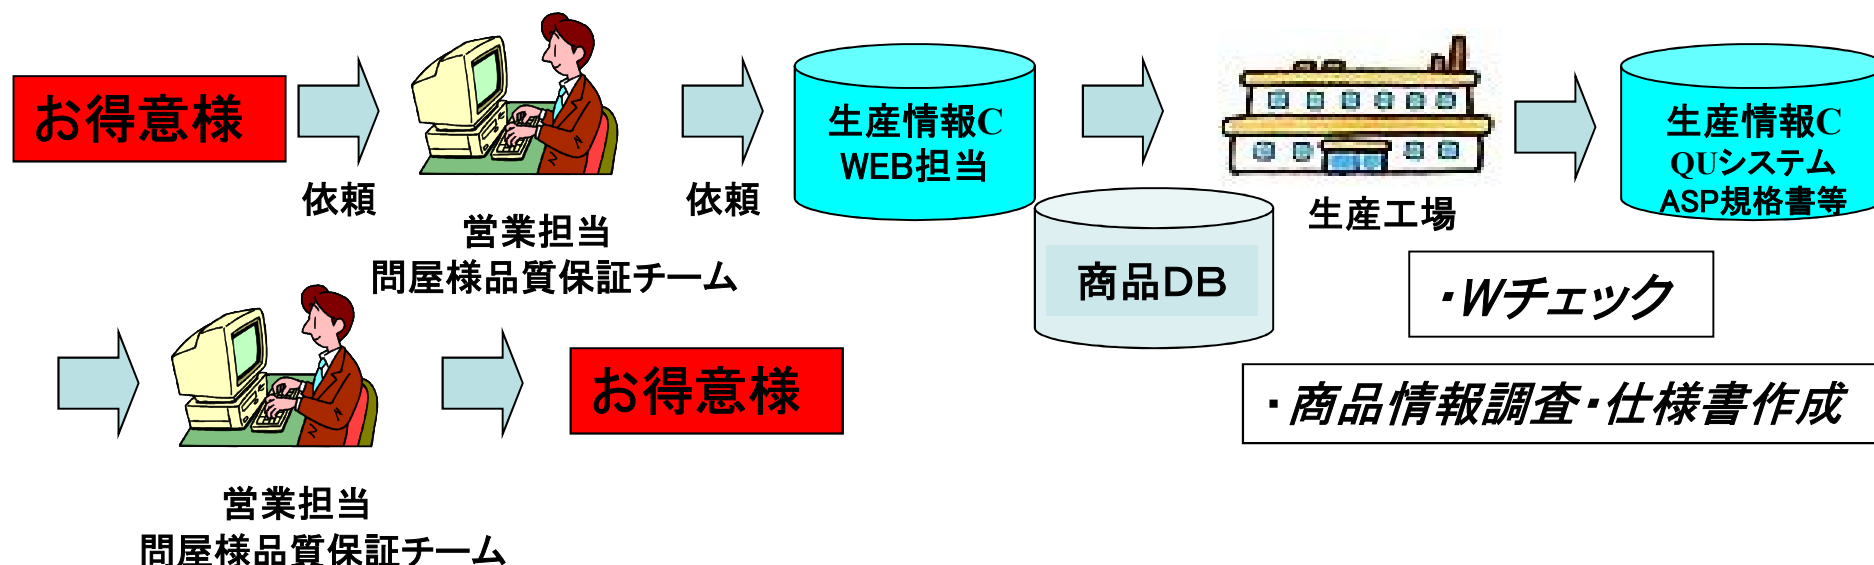 お得意様
依頼
営業担当
問屋様品質保証チーム
依頼
生産情報C
WEB担当
商品DB
生産工場
生産情報C
QUシステム
ASP規格書等
・Wチェック
・商品情報調査・仕様書作成
営業担当
問屋様品質保証チーム
お得意様